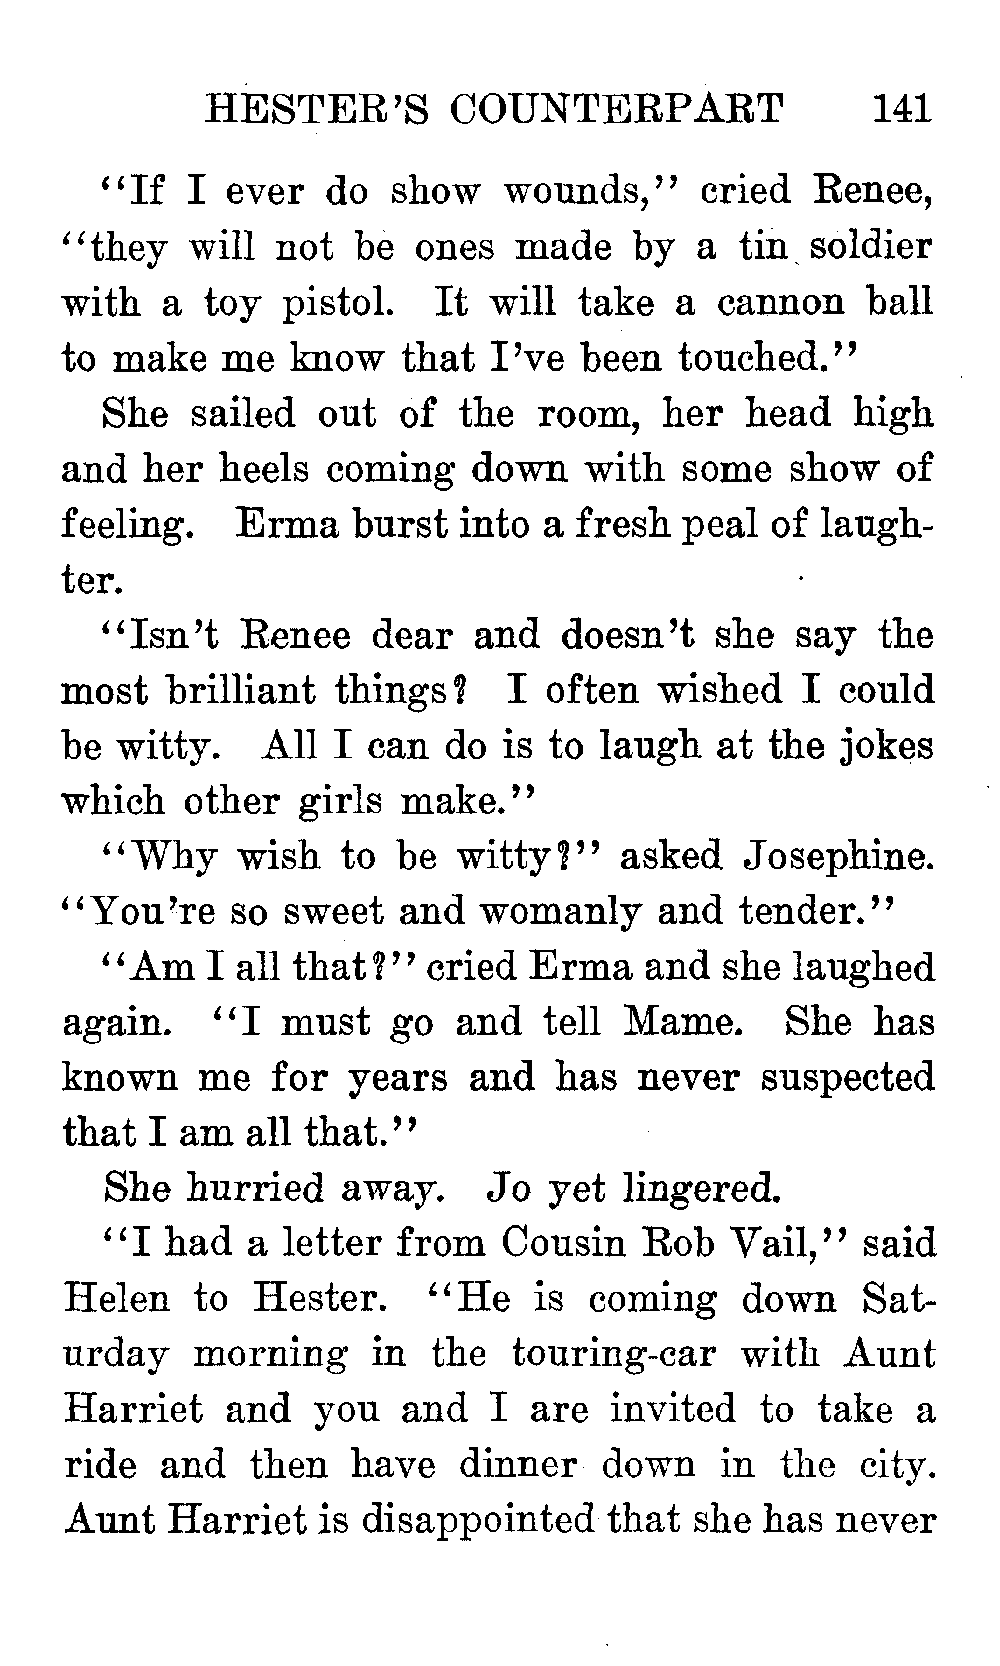 HESTER'S COUNTERPART 141
"If I ever do show wounds," cried Renee,
"they will not be ones made by a tin soldier
with a toy pistol. It will take a cannon ball
to make me know that I've been touched."
She sailed out of the room, her head high
and her heels coming down with some show of
feeling. Erma burst into a fresh peal of laugh-
ter.
"Isn't Renee dear and doesn't she say the
most brilliant things? I often wished I could
be witty. All I can do is to laugh at the jokes
which other girls make."
"Why wish to be witty?" asked Josephine.
"You're so sweet and womanly and tender."
"Am I all that?" cried Erma and she laughed
again. "I must go and tell Mame. She has
known me for years and has never suspected
that I am all that."
She hurried away. Jo yet lingered.
"I had a letter from Cousin Rob Vail," said
Helen to Hester. "He is coming down Sat-
urday morning in the touring-car with Aunt
Harriet and you and I are invited to take a
ride and then have dinner down in the city.
Aunt Harriet is disappointed that she has never